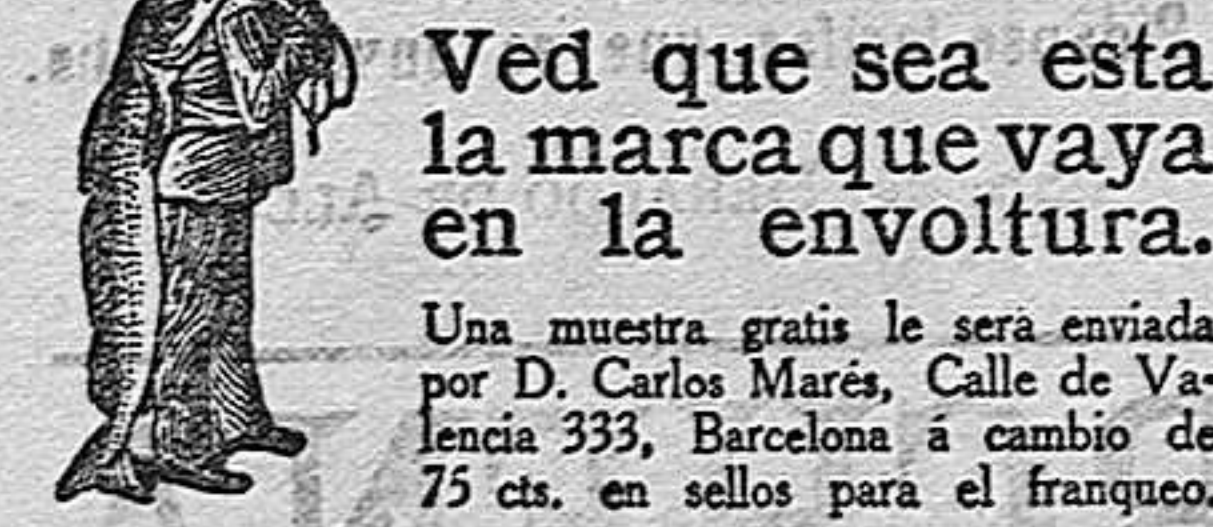 Ved que sea esta
la marca que vaya
en la envoltura.
Una muestra gratis le será enviada
por D. Carlos Marés, Calle de Va-
lencia 333, Barcelona á cambio de
75 cts. en sellos para el franqueo.